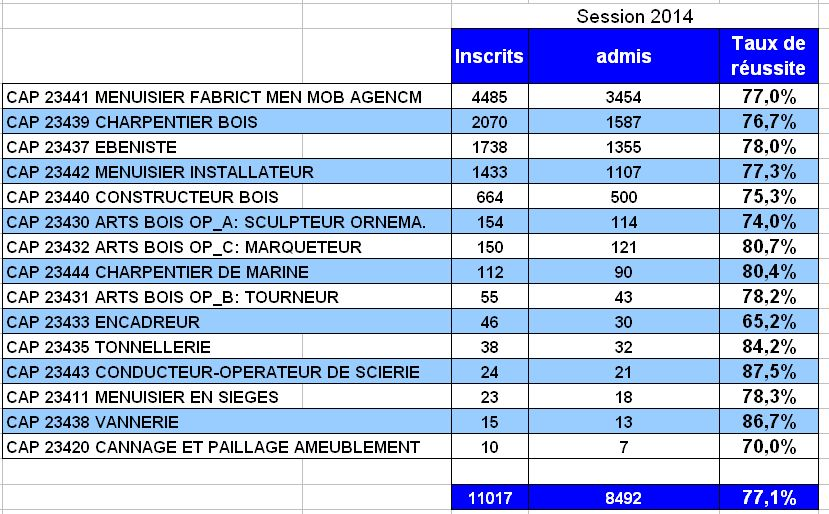 Session 2014
Inscrits admis Taux de réussite
CAP 23441 MENUISIER FABRICT MEN MOB AGENCM 4485 3454 77,0%
CAP 23439 CHARPENTIER BOIS 2070 1587 76,7%
CAP 23437 EBENISTE 1738 1355 78,0%
CAP 23442 MENUISIER INSTALLATEUR 1433 1107 77,3%
CAP 23440 CONSTRUCTEUR BOIS 664 500 75,3%
CAP 23430 ARTS BOIS OP_A: SCULPTEUR ORNEMA. 154 114 74,0%
CAP 23432 ARTS BOIS OP_C: MARQUETEUR 150 121 80,7%
CAP 23444 CHARPENTIER DE MARINE 112 90 80,4%
CAP 23431 ARTS BOIS OP_B: TOURNEUR 55 43 78,2%
CAP 23433 ENCADREUR 46 30 65,2%
CAP 23435 TONNELLERIE 38 32 84,2%
CAP 23443 CONDUCTEUR-OPERATEUR DE SCIERIE 24 21 87,5%
CAP 23411 MENUISIER EN SIEGES 23 18 78,3%
CAP 23438 VANNERIE 15 13 86,7%
CAP 23420 CANNAGE ET PAILLAGE AMEUBLEMENT 10 7 70,0%
11017 8492 77,1%